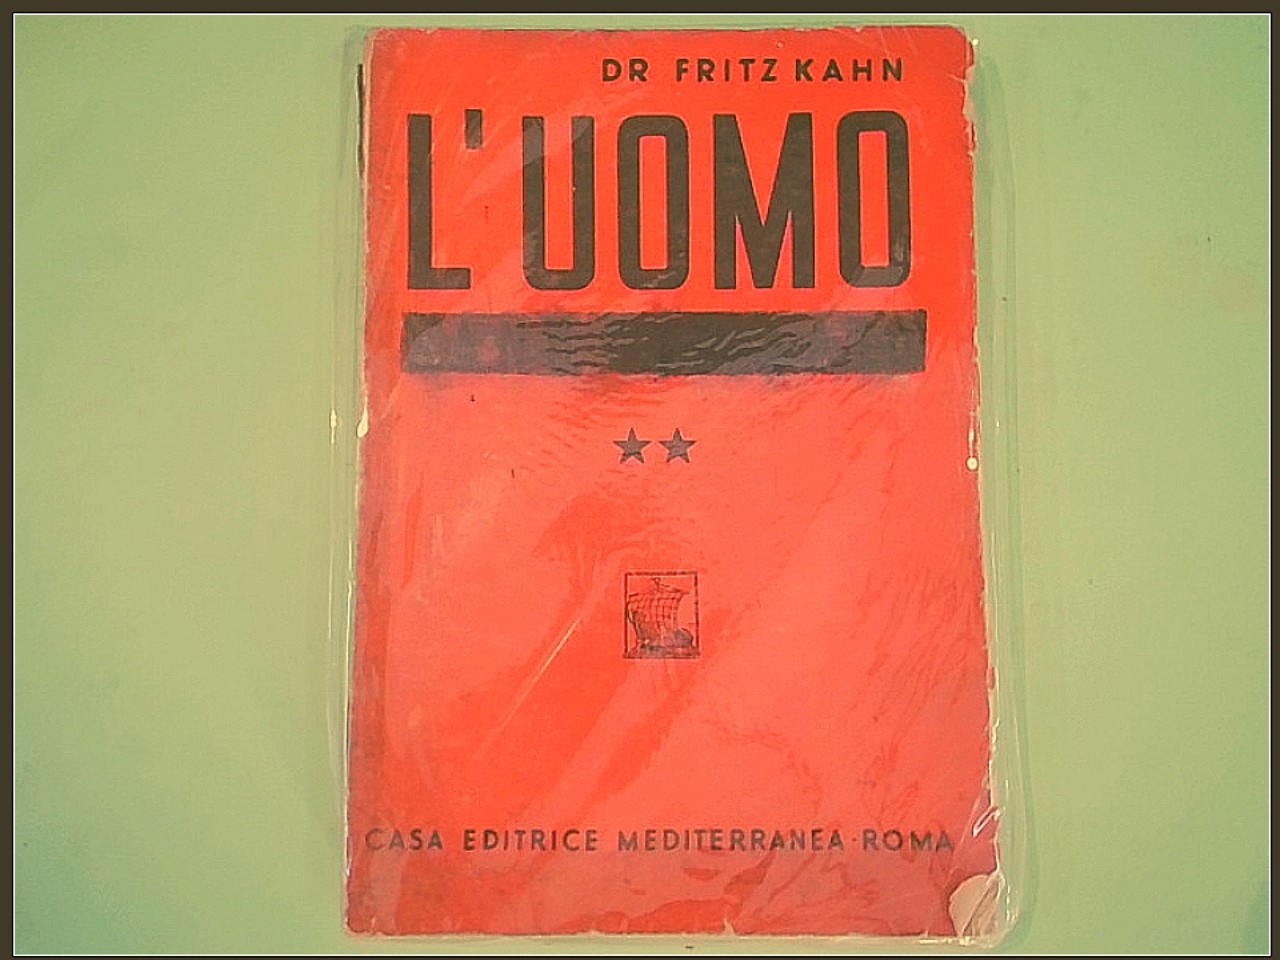 DR FRITZ KAHN
L'UOMO
★★
CASA EDITRICE MEDITERRANEA - ROMA